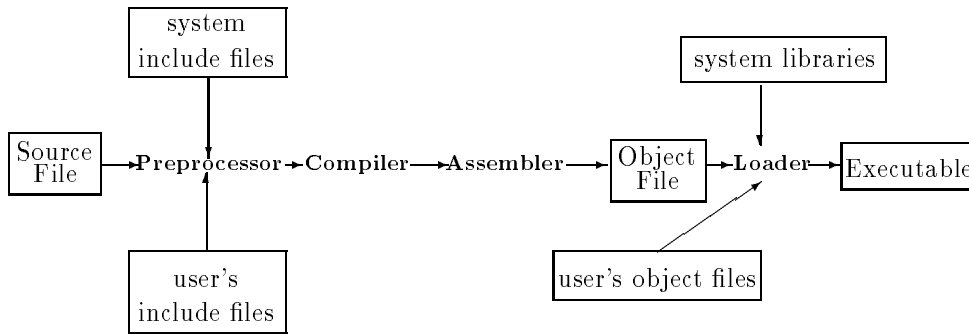 system
include files
system libraries
Source
File
Preprocessor
Compiler
Assembler
Object
File
Loader
Executable
user's
include files
user's object files